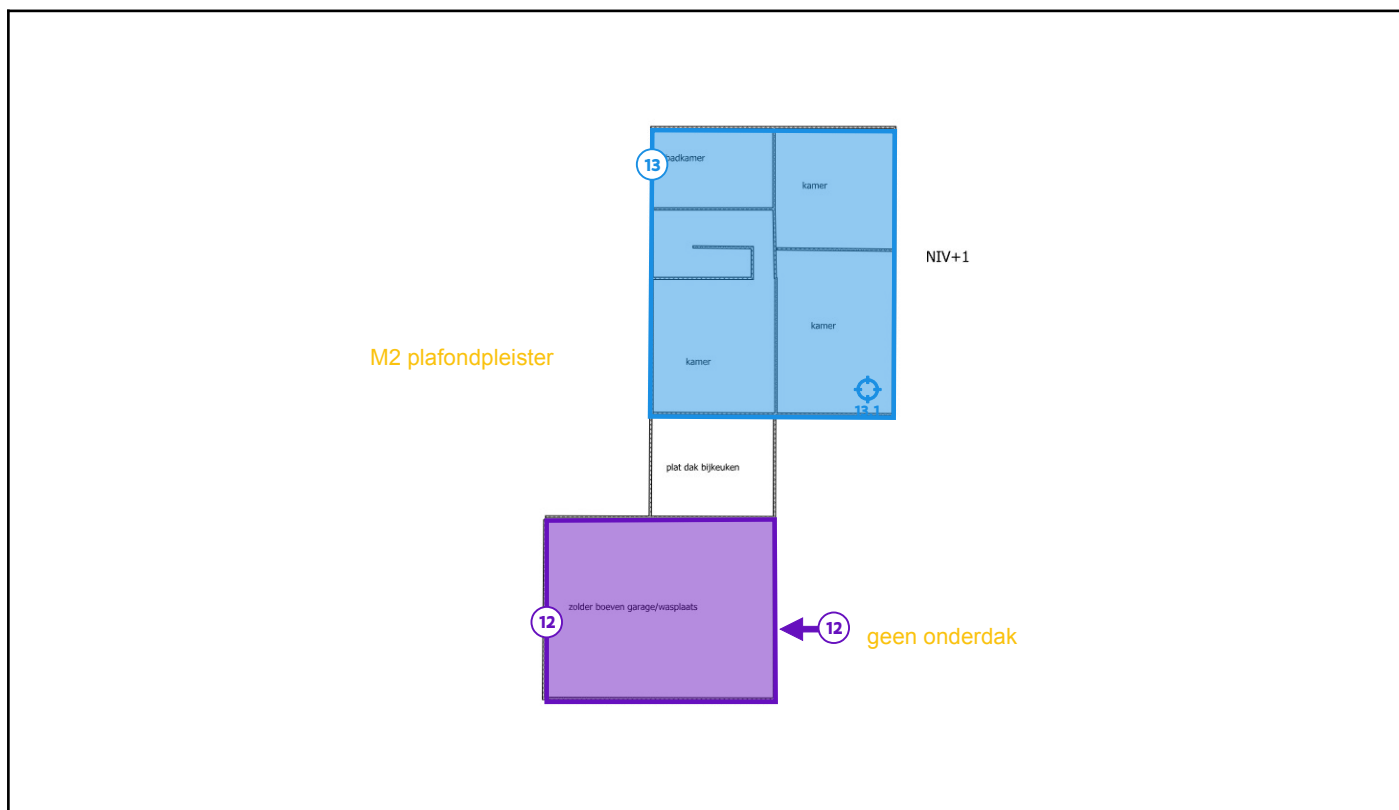 13
badkamer
kamer
NIV+1
kamer
M2 plafondpleister
kamer
13.1
plat dak bijkeuken
zolder boeven garage/wasplaats
12
12
geen onderdak